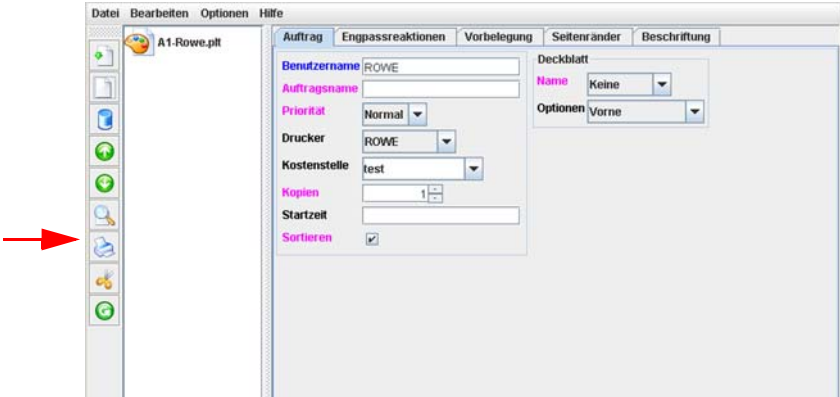 Datei Bearbeiten Optionen Hilfe
A1-Rowe.plt
Auftrag Engpassreaktionen Vorbelegung Seitenränder Beschriftung
Benutzername ROWE
Auftragsname
Priorität Normal
Drucker ROWE
Kostenstelle test
Kopien 1
Startzeit
Sortieren
Deckblatt
Name Keine
Optionen Vorne